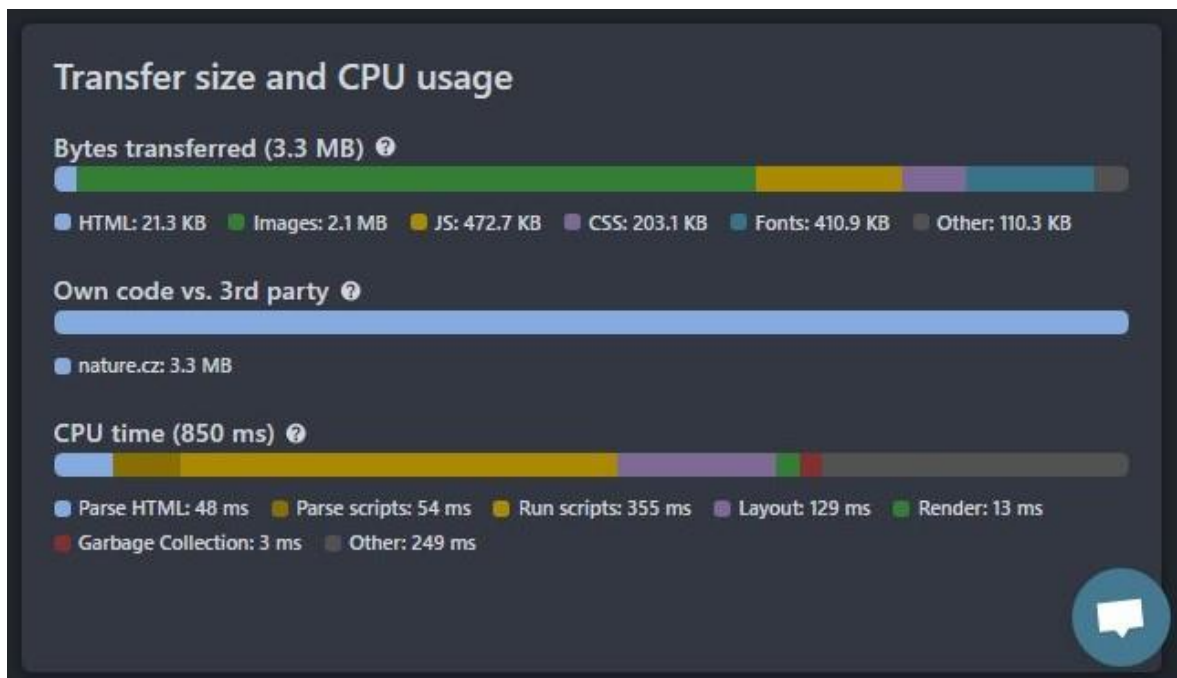 Transfer size and CPU usage
Bytes transferred (3.3 MB) ?
HTML: 21.3 KB Images: 2.1 MB JS: 472.7 KB CSS: 203.1 KB Fonts: 410.9 KB Other: 110.3 KB
Own code vs. 3rd party ?
nature.cz: 3.3 MB
CPU time (850 ms) ?
Parse HTML: 48 ms Parse scripts: 54 ms Run scripts: 355 ms Layout: 129 ms Render: 13 ms
Garbage Collection: 3 ms Other: 249 ms